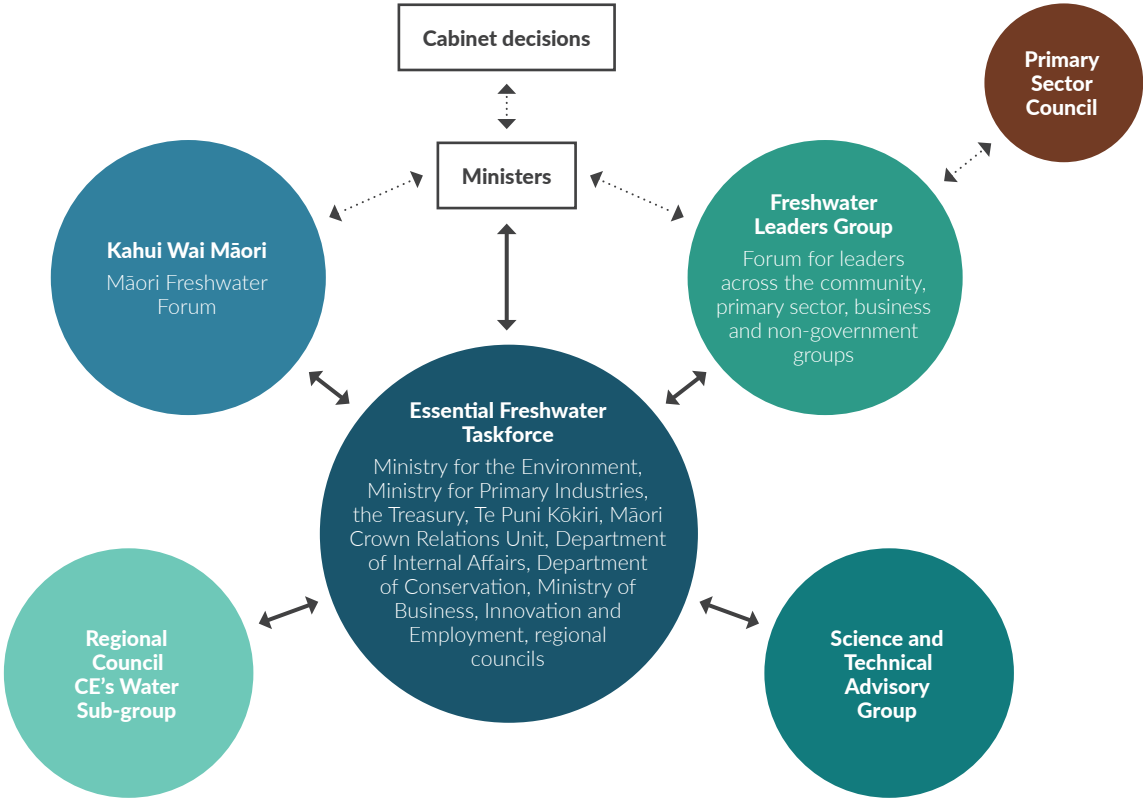 Cabinet decisions
Primary
Sector
Council
Ministers
Kahui Wai Māori
Māori Freshwater
Forum
Freshwater
Leaders Group
Forum for leaders
across the community,
primary sector, business
and non-government
groups
Essential Freshwater
Taskforce
Ministry for the Environment,
Ministry for Primary Industries,
the Treasury, Te Puni Kōkiri, Māori
Crown Relations Unit, Department
of Internal Affairs, Department
of Conservation, Ministry of
Business, Innovation and
Employment, regional
councils
Regional
Council
CE's Water
Sub-group
Science and
Technical
Advisory
Group